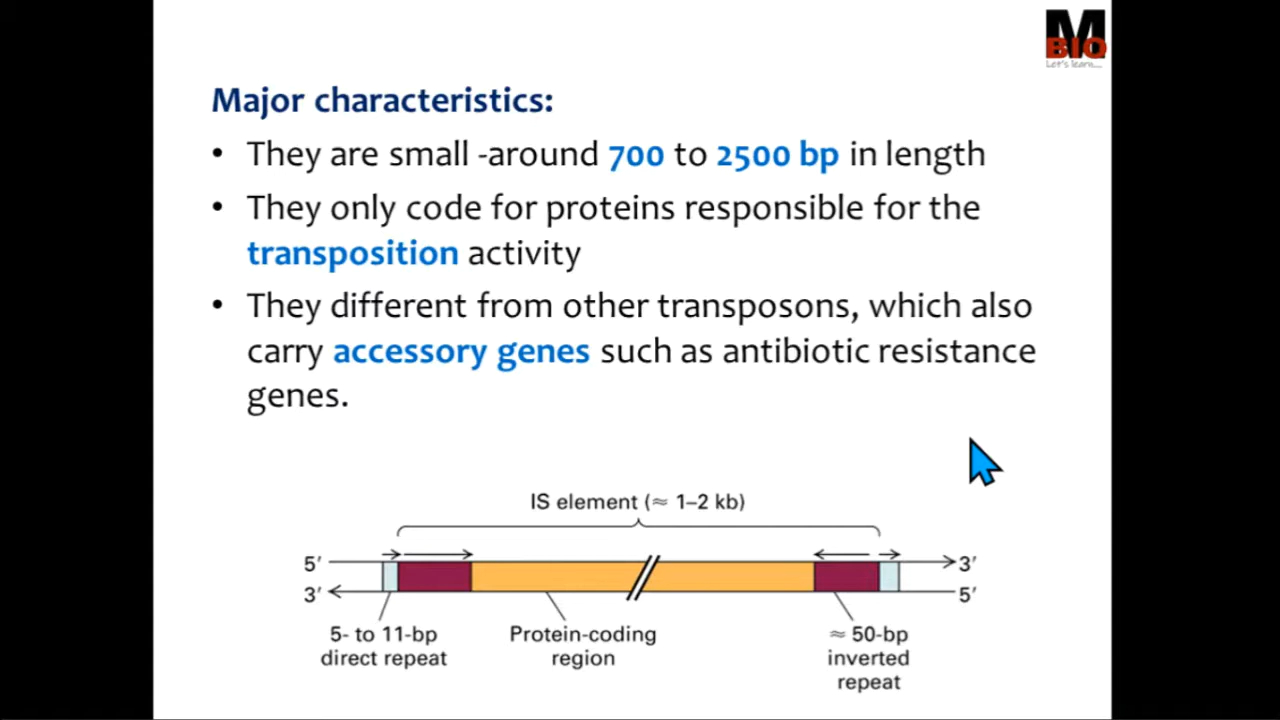 M
BIO
Let's learn....
Major characteristics:
• They are small -around 700 to 2500 bp in length
• They only code for proteins responsible for the
transposition activity
• They different from other transposons, which also
carry accessory genes such as antibiotic resistance
genes.
IS element (≈ 1–2 kb)
5′ 3′
3′ 5′
5- to 11-bp
direct repeat
Protein-coding
region
≈ 50-bp
inverted
repeat